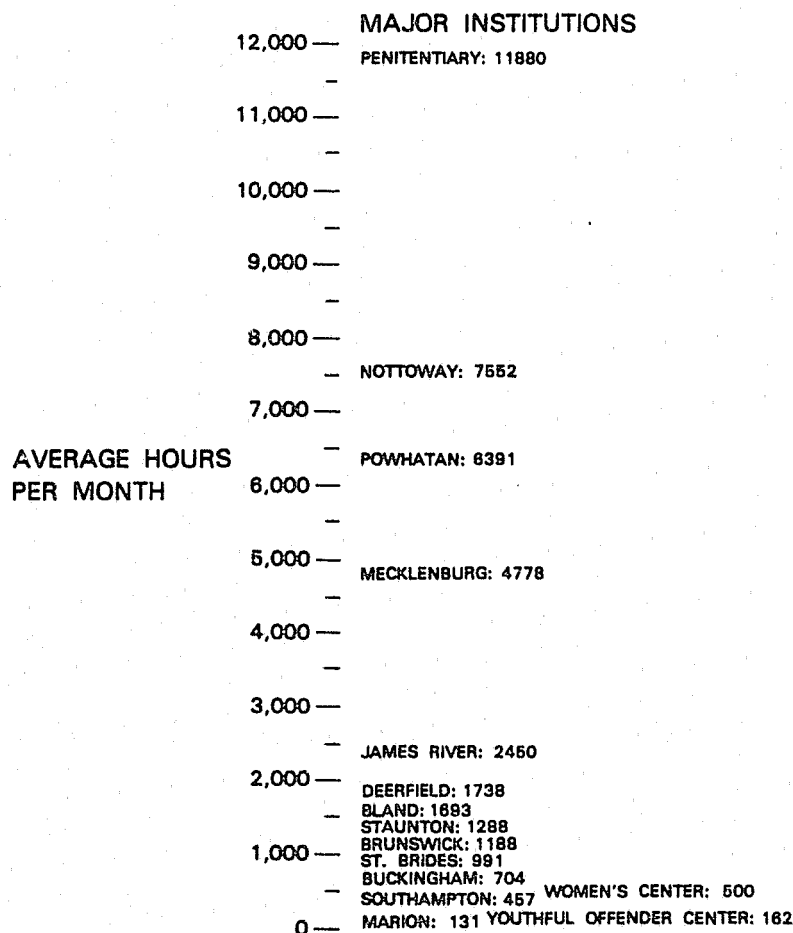 MAJOR INSTITUTIONS
12,000
PENITENTIARY: 11880
11,000
10,000
9,000
8,000
NOTTOWAY: 7552
7,000
AVERAGE HOURS
POWHATAN: 6391
PER MONTH
6,000
5,000
MECKLENBURG: 4778
4,000
3,000
JAMES RIVER: 2450
2,000
DEERFIELD: 1738
BLAND: 1693
STAUNTON: 1288
BRUNSWICK: 1188
1,000
ST. BRIDES: 991
BUCKINGHAM: 704
SOUTHAMPTON: 457 WOMEN'S CENTER: 500
0
MARION: 131 YOUTHFUL OFFENDER CENTER: 162